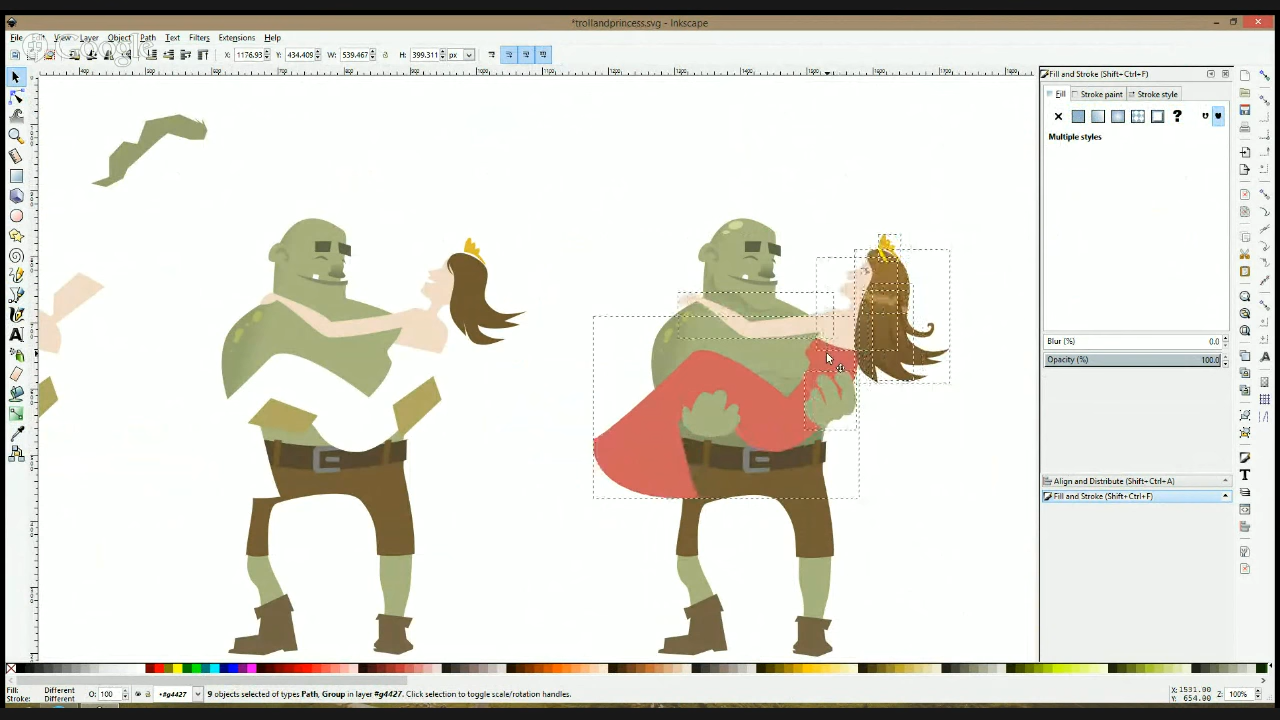 *trollandprincess.svg - Inkscape
File Edit View Layer Object Path Text Filters Extensions Help
X: 1176.93 Y: 434.409 W: 539.467 H: 399.311 px
Fill and Stroke (Shift+Ctrl+F)
Fill Stroke paint Stroke style
?
Multiple styles
Blur (%) 0.0
Opacity (%) 100.0
Align and Distribute (Shift+Ctrl+A)
Fill and Stroke (Shift+Ctrl+F)
Fill: Different
Stroke: Different
O: 100
•#g4427
9 objects selected of types Path, Group in layer #g4427. Click selection to toggle scale/rotation handles.
X: 1531.00
Y: 654.00
Z: 100%